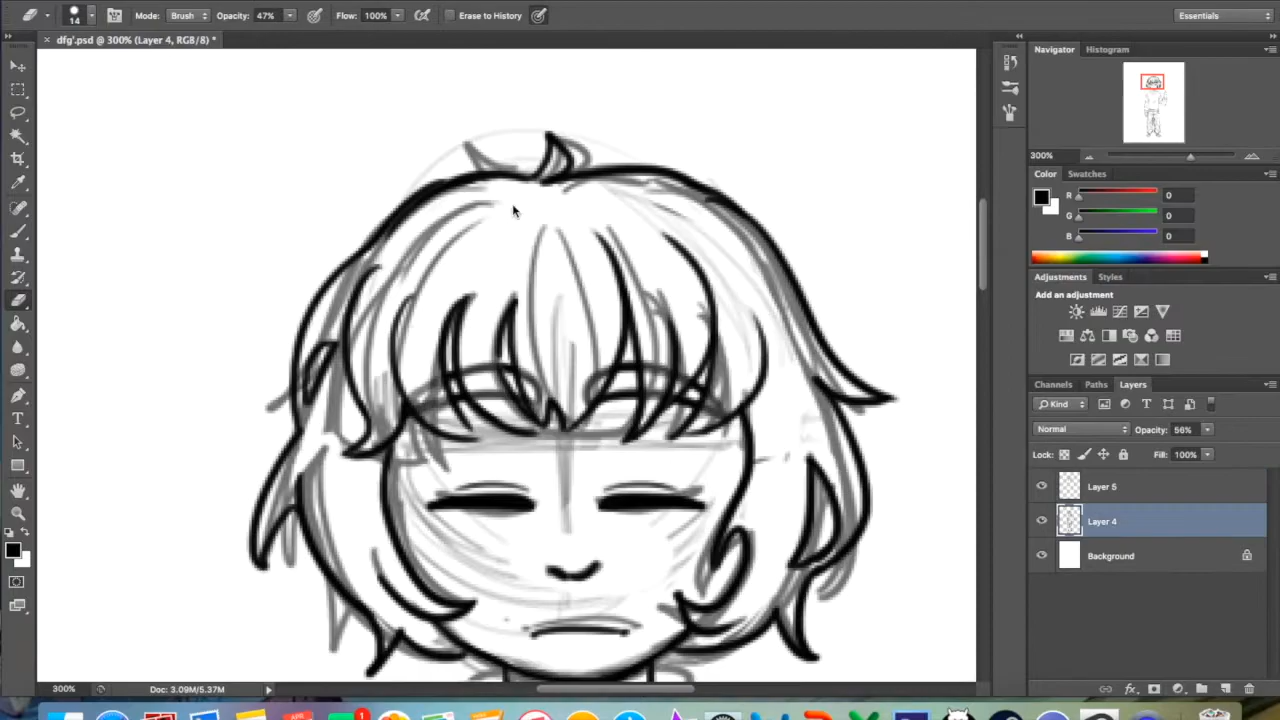 14 Mode: Brush Opacity: 47% Flow: 100% Erase to History Essentials
dfg'.psd @ 300% (Layer 4, RGB/8) *
Navigator Histogram
300%
Color Swatches
R 0
G 0
B 0
Adjustments Styles
Add an adjustment
Channels Paths Layers
Kind
Normal Opacity: 56%
Lock: Fill: 100%
Layer 5
Layer 4
Background
300% Doc: 3.09M/5.37M
1